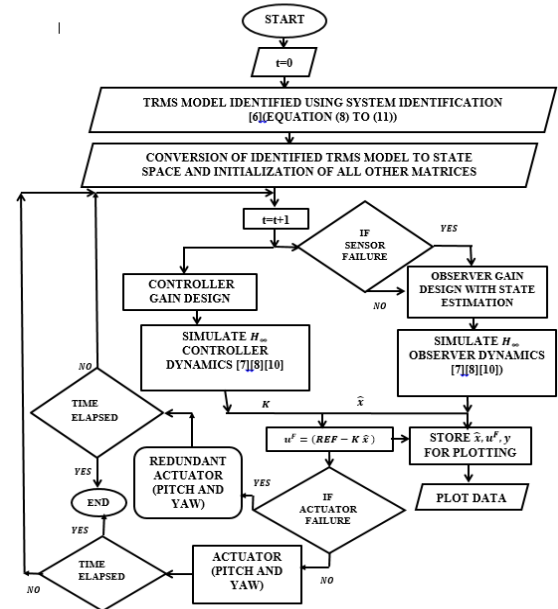 START
t=0
TRMS MODEL IDENTIFIED USING SYSTEM IDENTIFICATION
[6](EQUATION (8) TO (11))
CONVERSION OF IDENTIFIED TRMS MODEL TO STATE
SPACE AND INITIALIZATION OF ALL OTHER MATRICES
t=t+1
IF
SENSOR
FAILURE
YES
NO
CONTROLLER
GAIN DESIGN
OBSERVER GAIN
DESIGN WITH STATE
ESTIMATION
SIMULATE H∞
CONTROLLER
DYNAMICS [7][8][10]
SIMULATE H∞
OBSERVER DYNAMICS
[7][8][10])
K
x̂
u^F = (REF − K x̂)
STORE x̂, u^F, y
FOR PLOTTING
PLOT DATA
IF
ACTUATOR
FAILURE
YES
NO
REDUNDANT
ACTUATOR
(PITCH AND
YAW)
TIME
ELAPSED
NO
YES
END
ACTUATOR
(PITCH AND
YAW)
TIME
ELAPSED
YES
NO